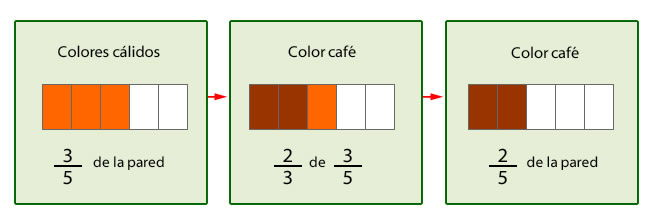 Colores cálidos
3/5 de la pared
Color café
2/3 de 3/5
Color café
2/5 de la pared